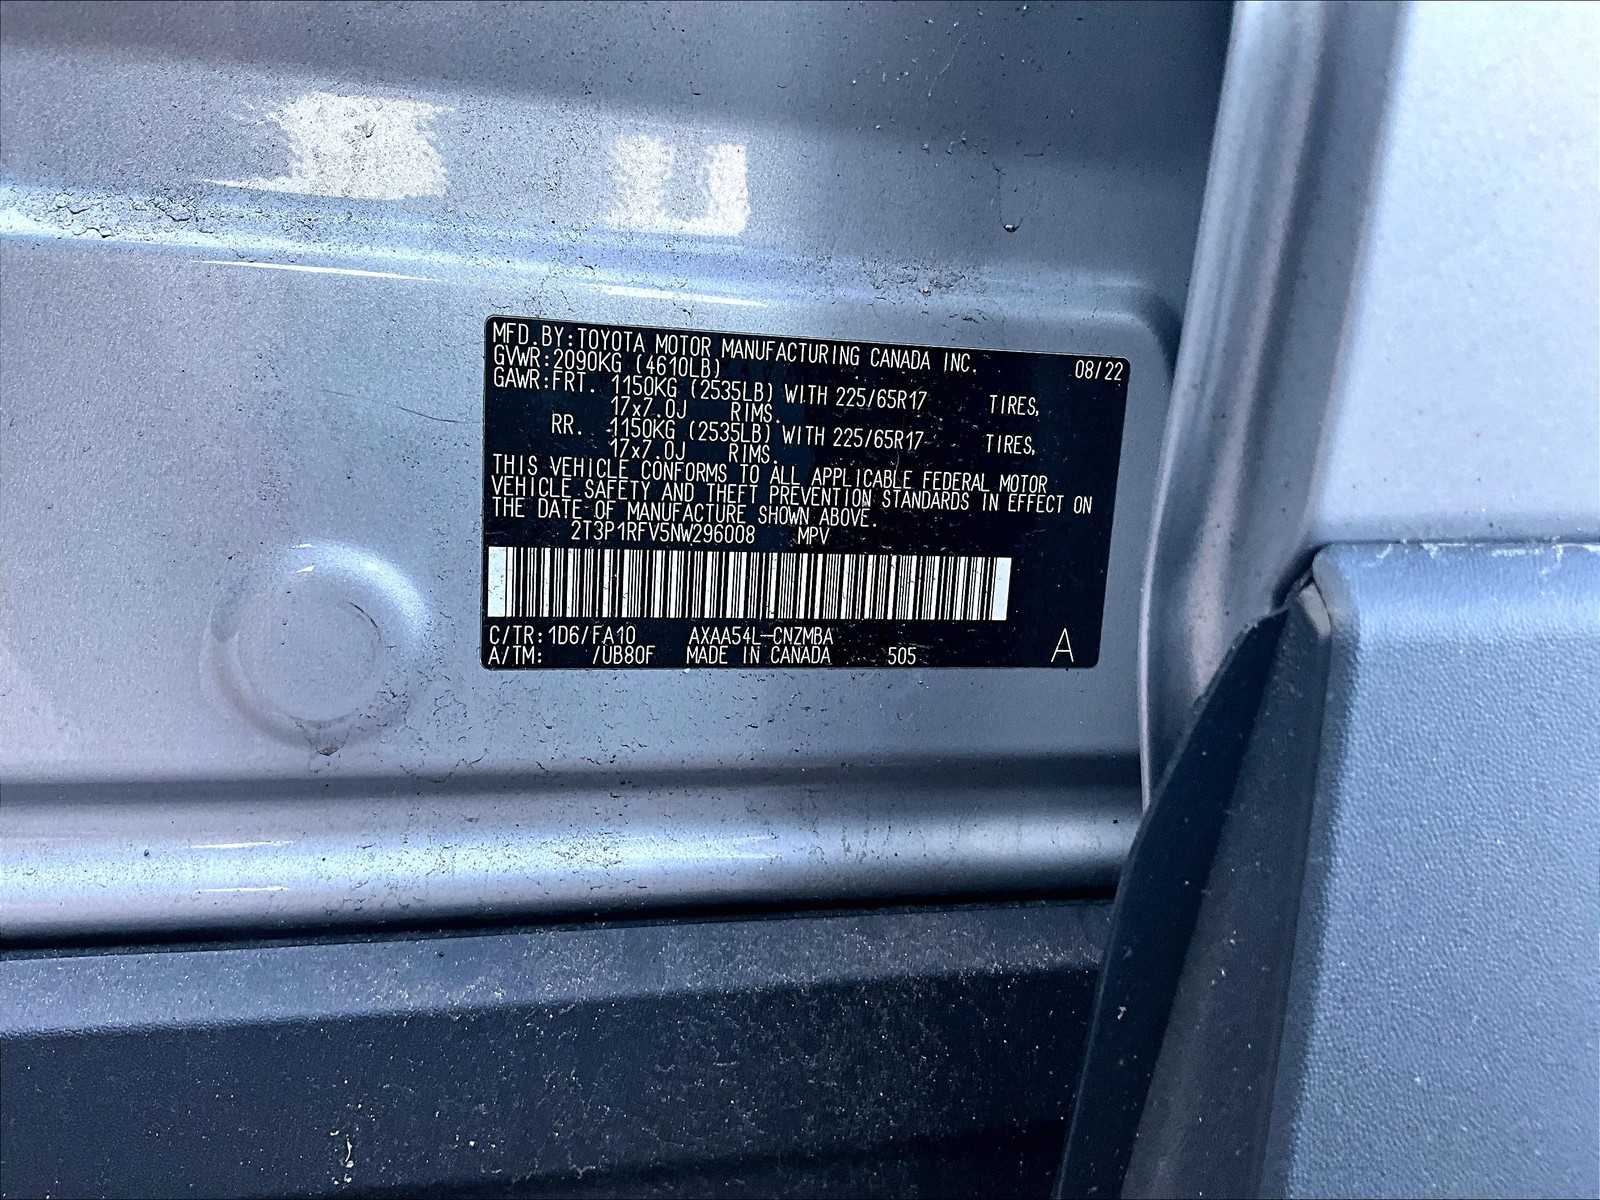 MFD.BY:TOYOTA MOTOR MANUFACTURING CANADA INC. 08/22
GVWR:2090KG (4610LB)
GAWR:FRT. 1150KG (2535LB) WITH 225/65R17 TIRES,
17x7.0J RIMS.
RR. 1150KG (2535LB) WITH 225/65R17 TIRES,
17x7.0J RIMS.
THIS VEHICLE CONFORMS TO ALL APPLICABLE FEDERAL MOTOR
VEHICLE SAFETY AND THEFT PREVENTION STANDARDS IN EFFECT ON
THE DATE OF MANUFACTURE SHOWN ABOVE.
2T3P1RFV5NW296008 MPV
C/TR:1D6/FA10 AXAA54L-CNZMBA A
A/TM: /UB80F MADE IN CANADA 505